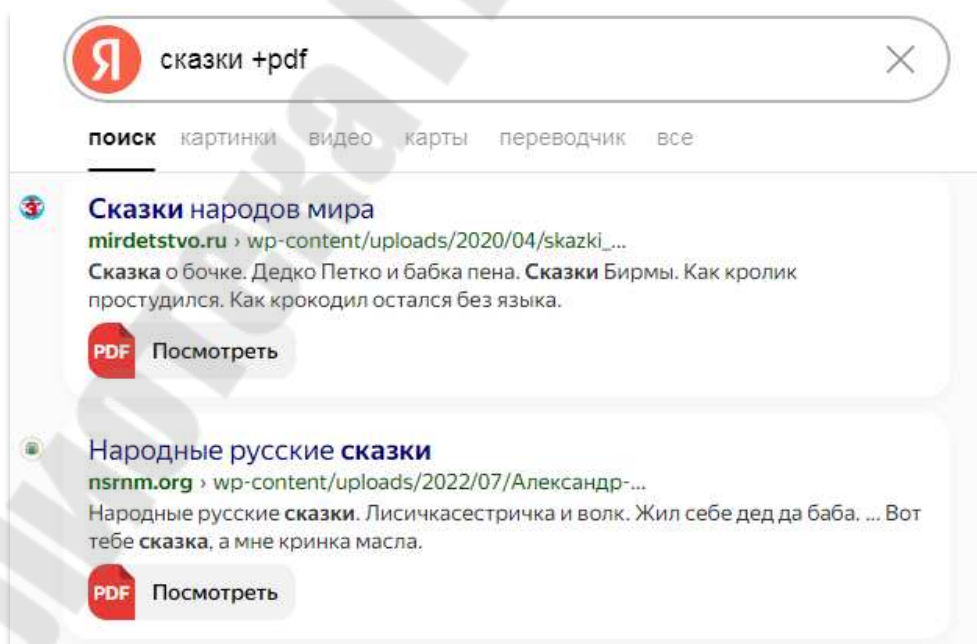 Я сказки +pdf
поиск картинки видео карты переводчик все
Сказки народов мира
mirdetstvo.ru › wp-content/uploads/2020/04/skazki_...
Сказка о бочке. Дедко Петко и бабка пена. Сказки Бирмы. Как кролик
простудился. Как крокодил остался без языка.
PDF Посмотреть
Народные русские сказки
nsrnm.org › wp-content/uploads/2022/07/Александр-...
Народные русские сказки. Лисичкасестричка и волк. Жил себе дед да баба. ... Вот
тебе сказка, а мне кринка масла.
PDF Посмотреть